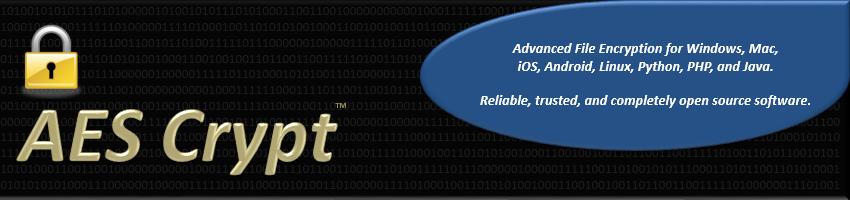 AES Crypt™
Advanced File Encryption for Windows, Mac,
iOS, Android, Linux, Python, PHP, and Java.
Reliable, trusted, and completely open source software.